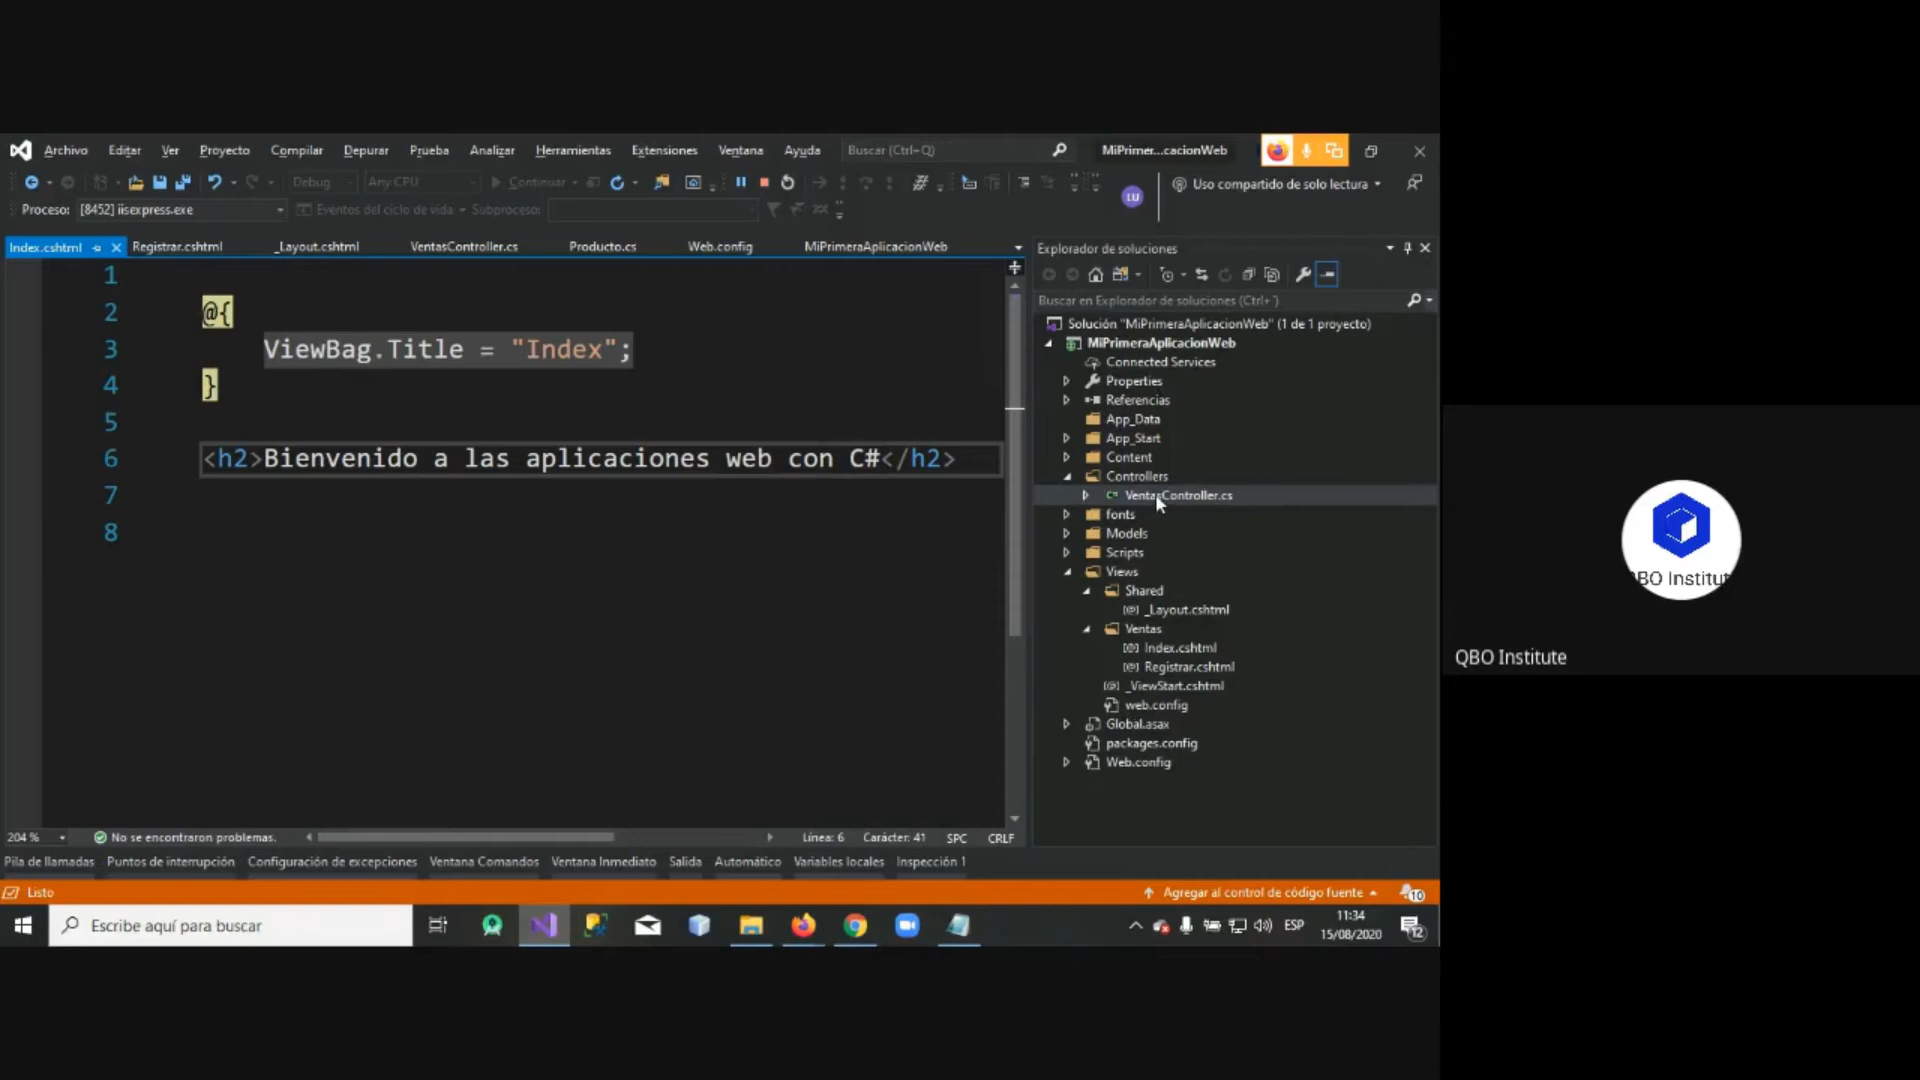 Archivo Editar Ver Proyecto Compilar Depurar Prueba Analizar Herramientas Extensiones Ventana Ayuda Buscar (Ctrl+Q) MiPrimer...cacionWeb
Debug Any CPU Continuar LU Uso compartido de solo lectura
Proceso: [8452] iisexpress.exe Eventos del ciclo de vida Subproceso:
Index.cshtml Registrar.cshtml _Layout.cshtml VentasController.cs Producto.cs Web.config MiPrimeraAplicacionWeb
1
2 @{
3 ViewBag.Title = "Index";
4 }
5
6 <h2>Bienvenido a las aplicaciones web con C#</h2>
7
8
204 % No se encontraron problemas. Línea: 6 Carácter: 41 SPC CRLF
Explorador de soluciones
Buscar en Explorador de soluciones (Ctrl+ )
Solución "MiPrimeraAplicacionWeb" (1 de 1 proyecto)
MiPrimeraAplicacionWeb
Connected Services
Properties
Referencias
App_Data
App_Start
Content
Controllers
C# VentasController.cs
fonts
Models
Scripts
Views
Shared
[@] _Layout.cshtml
Ventas
[@] Index.cshtml
[@] Registrar.cshtml
[@] _ViewStart.cshtml
web.config
Global.asax
packages.config
Web.config
Pila de llamadas Puntos de interrupción Configuración de excepciones Ventana Comandos Ventana Inmediato Salida Automático Variables locales Inspección 1
Listo Agregar al control de código fuente 10
Escribe aquí para buscar ESP 11:34 12
15/08/2020
QBO Institut
QBO Institute